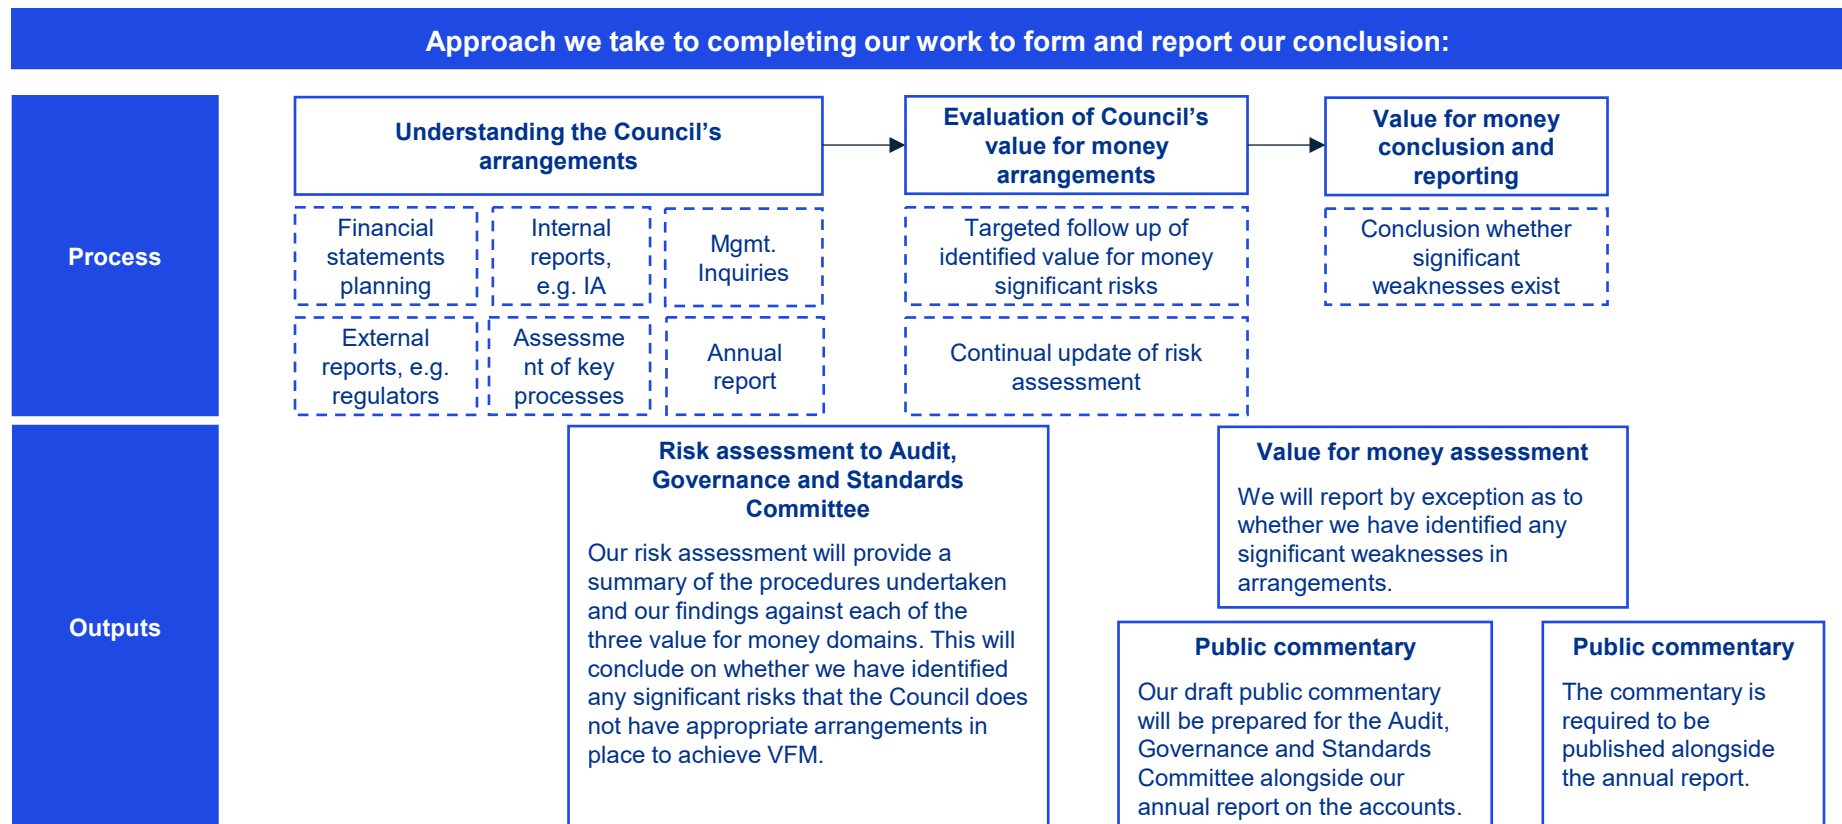 Approach we take to completing our work to form and report our conclusion:
Process
Understanding the Council’s
arrangements
Evaluation of Council’s
value for money
arrangements
Value for money
conclusion and
reporting
Financial
statements
planning
Internal
reports,
e.g. IA
Mgmt.
Inquiries
Targeted follow up of
identified value for money
significant risks
Conclusion whether
significant
weaknesses exist
External
reports, e.g.
regulators
Assessme
nt of key
processes
Annual
report
Continual update of risk
assessment
Outputs
Risk assessment to Audit,
Governance and Standards
Committee
Our risk assessment will provide a
summary of the procedures undertaken
and our findings against each of the
three value for money domains. This will
conclude on whether we have identified
any significant risks that the Council does
not have appropriate arrangements in
place to achieve VFM.
Value for money assessment
We will report by exception as to
whether we have identified any
significant weaknesses in
arrangements.
Public commentary
Our draft public commentary
will be prepared for the Audit,
Governance and Standards
Committee alongside our
annual report on the accounts.
Public commentary
The commentary is
required to be
published alongside
the annual report.